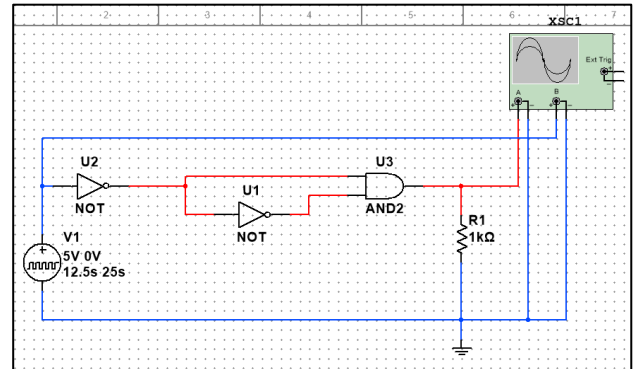 2 3 4 5 6 7
XSC1
Ext Trig
+
-
A B
+ - + -
U2 U3
U1
NOT AND2
NOT
R1
1kΩ
V1
5V 0V
12.5s 25s
+